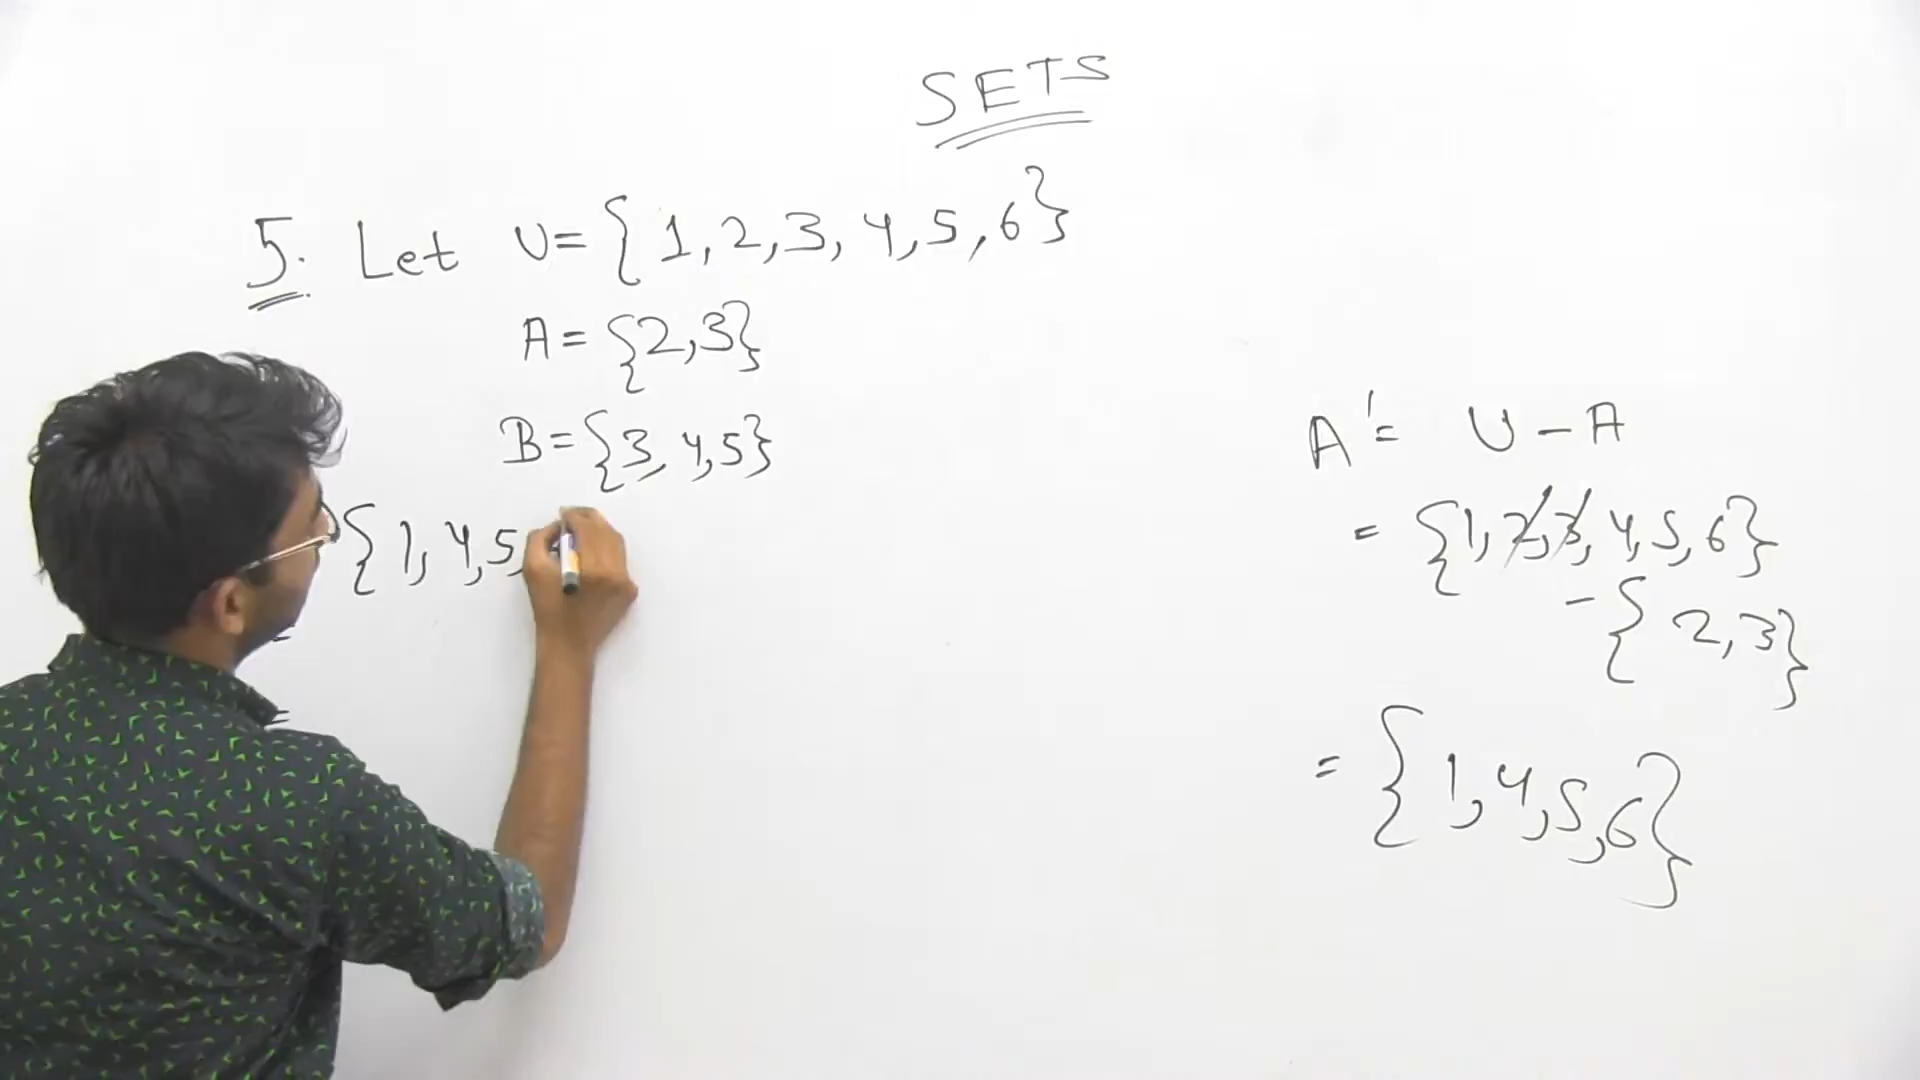 SETS
5. Let U = { 1, 2, 3, 4, 5, 6 }
A = {2, 3}
B = {3, 4, 5}
{ 1, 4, 5,
=
=
A' = U - A
= {1, 2, 3, 4, 5, 6}
- { 2, 3}
= { 1, 4, 5, 6}